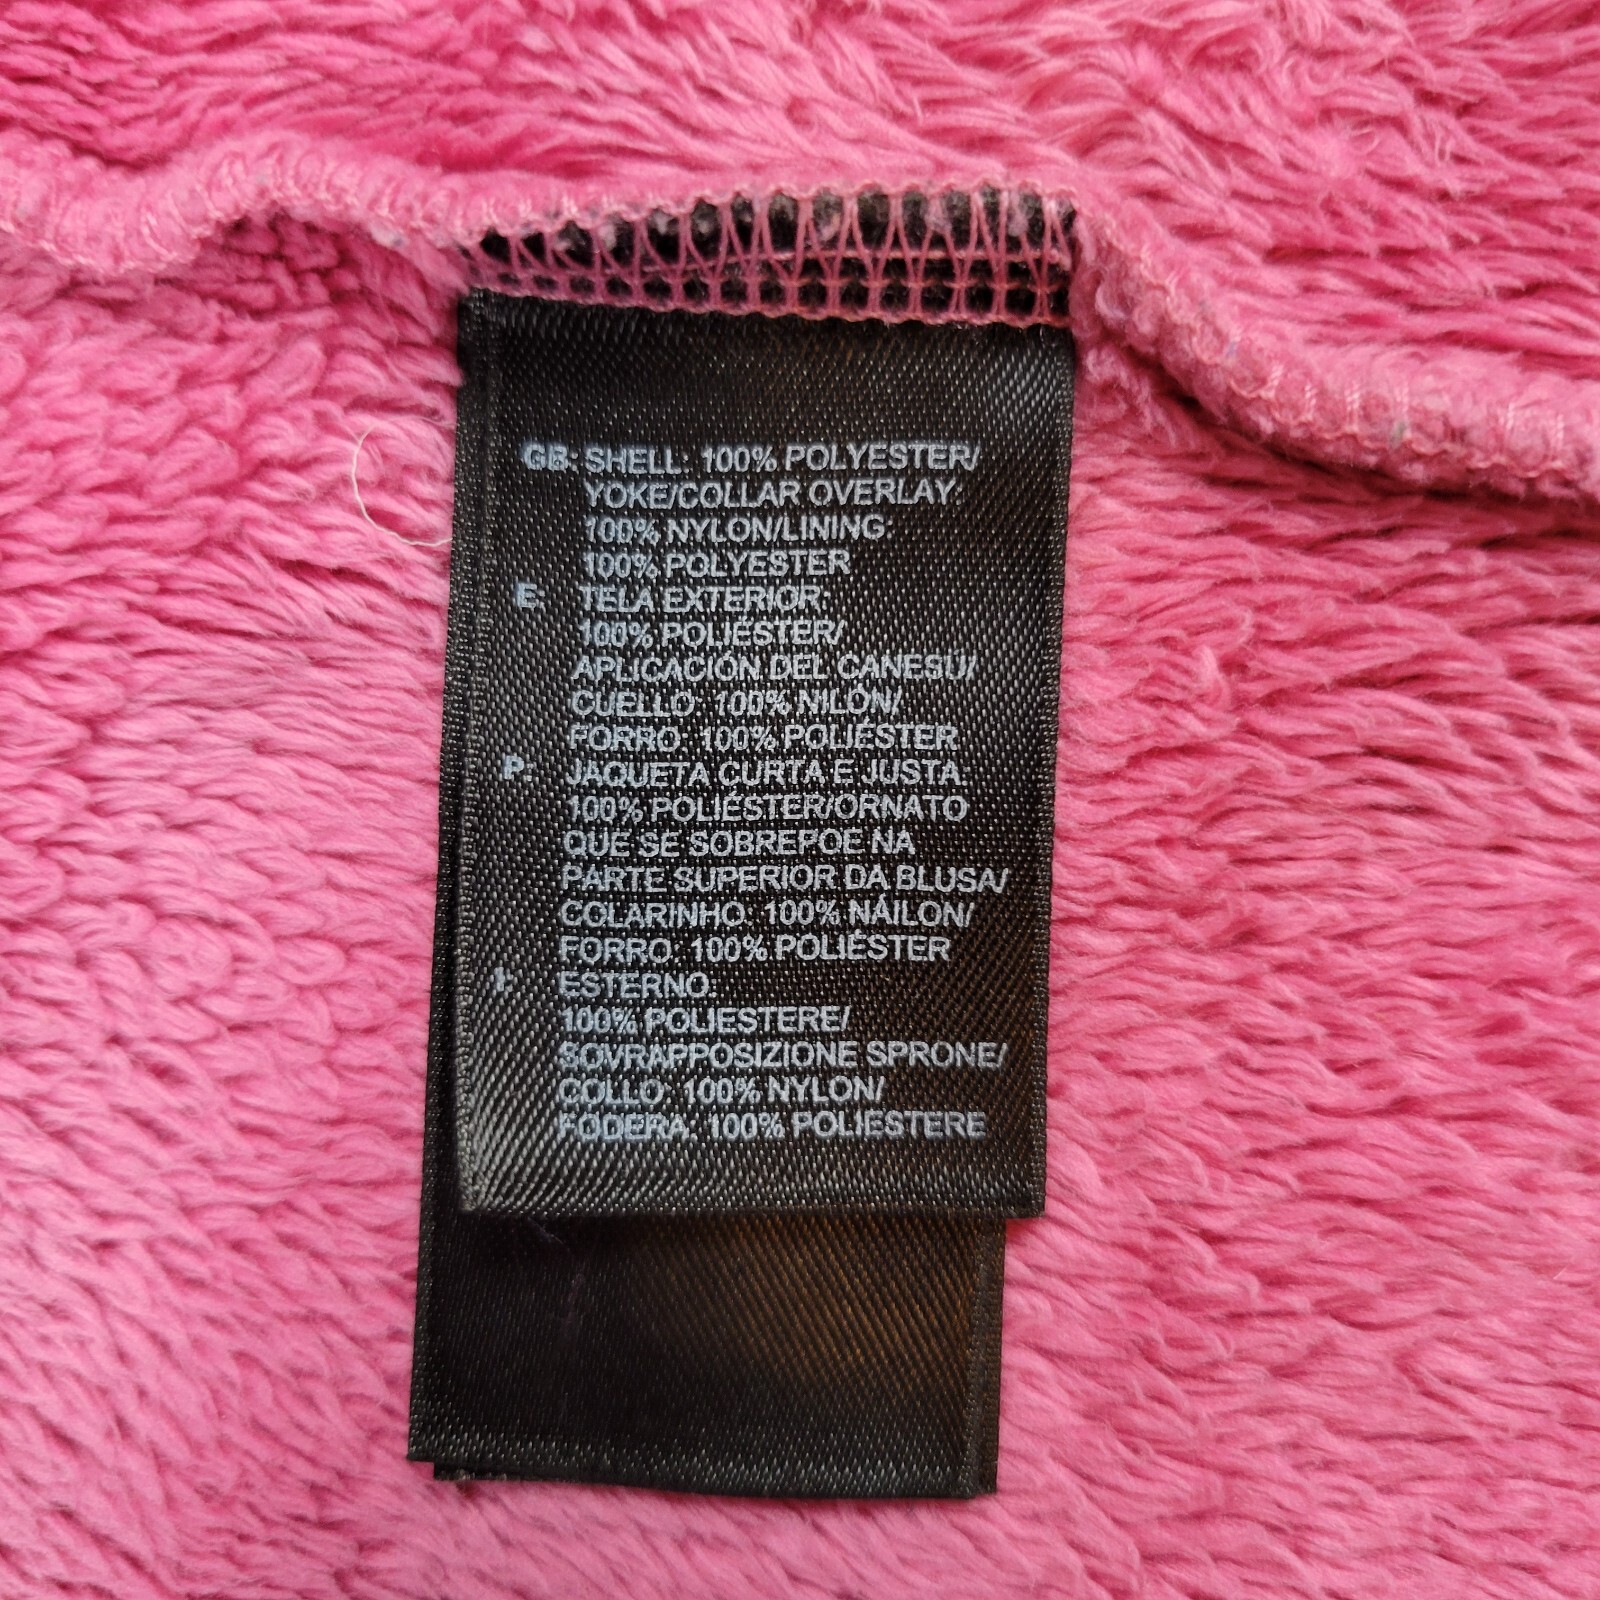 GB: SHELL: 100% POLYESTER/
YOKE/COLLAR OVERLAY:
100% NYLON/LINING:
100% POLYESTER
E: TELA EXTERIOR:
100% POLIÉSTER/
APLICACIÓN DEL CANESÚ/
CUELLO: 100% NILÓN/
FORRO: 100% POLIÉSTER
P: JAQUETA CURTA E JUSTA:
100% POLIÉSTER/ORNATO
QUE SE SOBREPOE NA
PARTE SUPERIOR DA BLUSA/
COLARINHO: 100% NÁILON/
FORRO: 100% POLIÉSTER
I: ESTERNO:
100% POLIESTERE/
SOVRAPPOSIZIONE SPRONE/
COLLO: 100% NYLON/
FODERA: 100% POLIESTERE